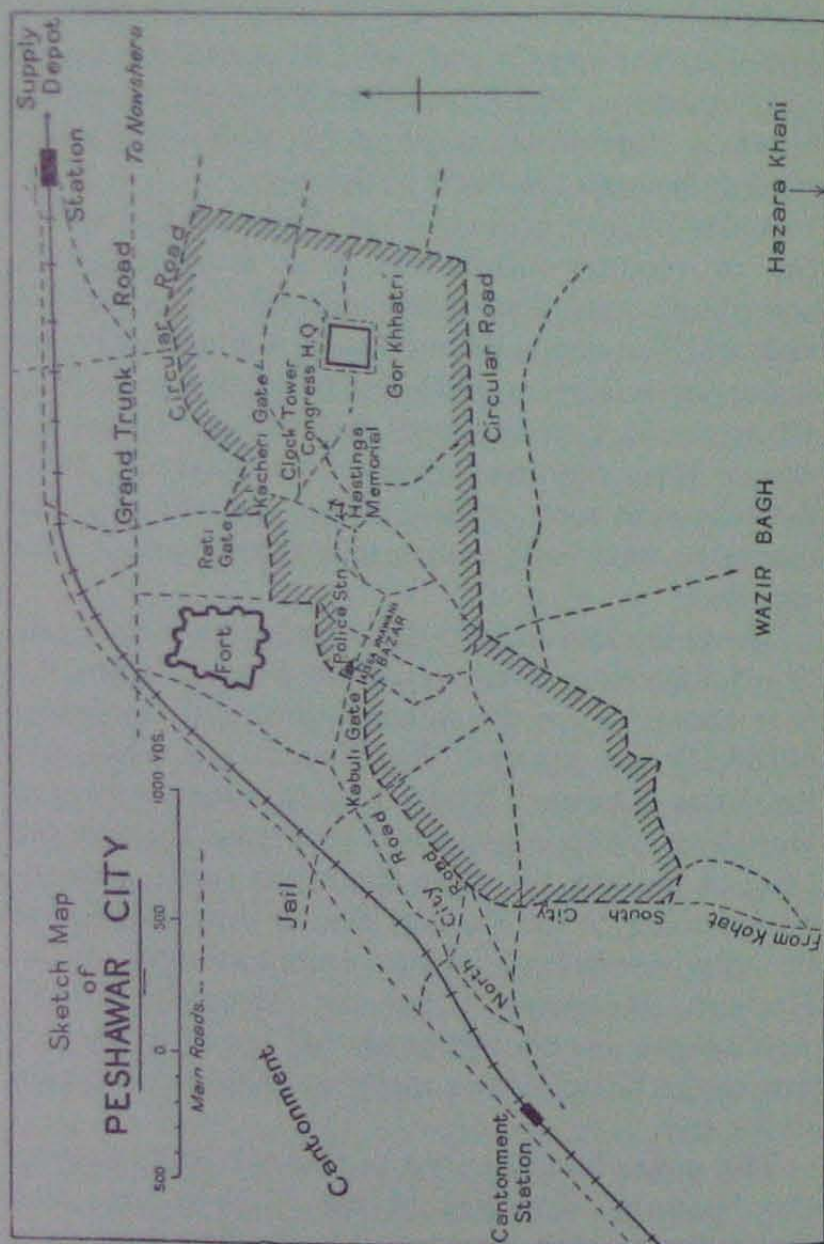 Sketch Map
of
PESHAWAR CITY
500
0
500
1000 YDS.
Main Roads
Supply
Depot
Station
To Nowshera
Grand Trunk Road
Circular Road
Fort
Rati
Gate
Kacheri Gate
Clock Tower
Congress H.Q
Hastings
Memorial
Gor Khhatri
Police Stn
BAZAR
Kabuli Gate
Jail
Cantonment
North City Road
South City Road
Circular Road
WAZIR BAGH
Hazara Khani
From Kohat
Cantonment
Station